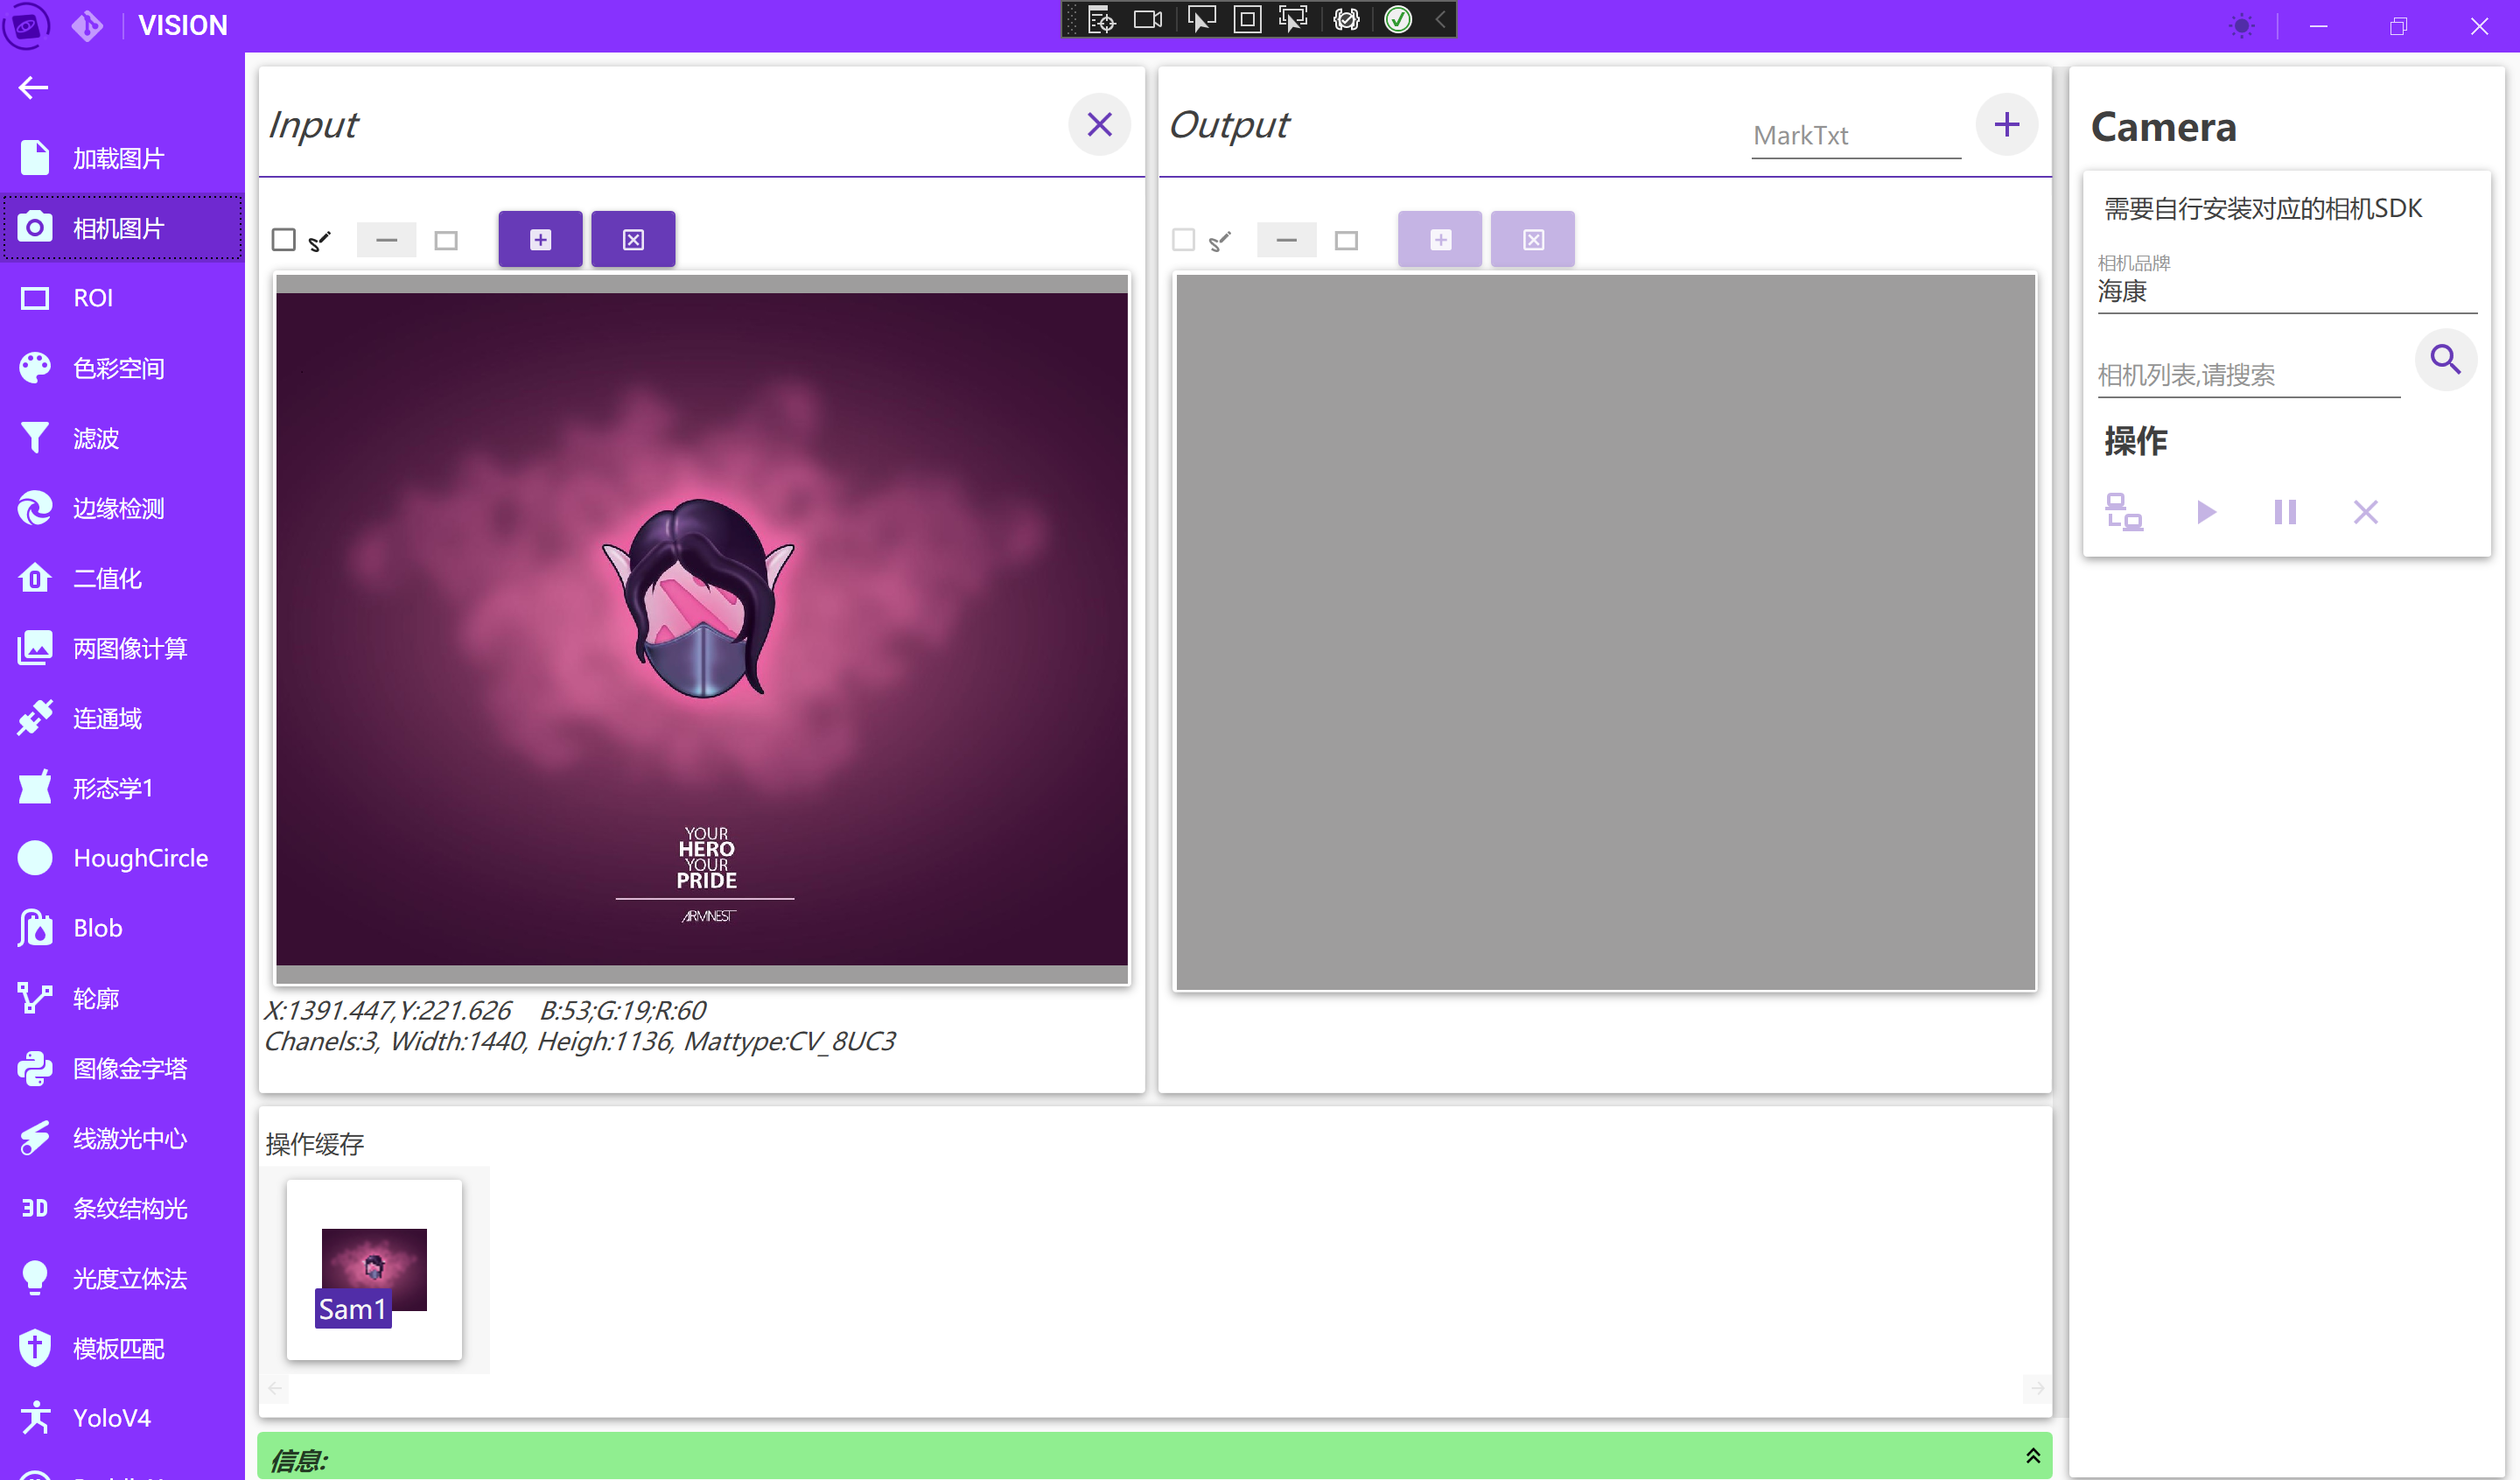 VISION
加载图片
相机图片
ROI
色彩空间
滤波
边缘检测
二值化
两图像计算
连通域
形态学1
HoughCircle
Blob
轮廓
图像金字塔
线激光中心
3D 条纹结构光
光度立体法
模板匹配
YoloV4
Input
YOUR
HERO
YOUR
PRIDE
ARMNEST
X:1391.447,Y:221.626 B:53;G:19;R:60
Chanels:3, Width:1440, Heigh:1136, Mattype:CV_8UC3
Output
MarkTxt
操作缓存
Sam1
信息:
Camera
需要自行安装对应的相机SDK
相机品牌
海康
相机列表,请搜索
操作